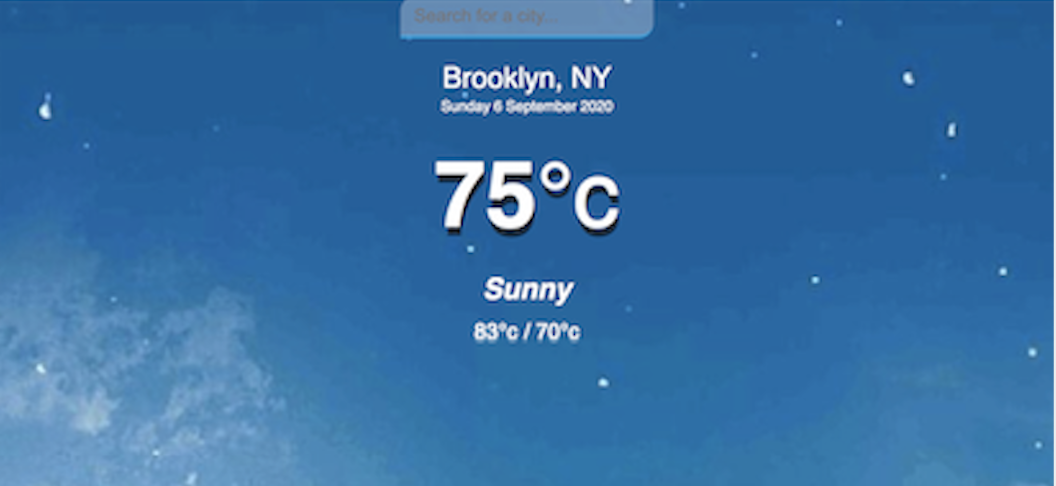 Search for a city...
Brooklyn, NY
Sunday 6 September 2020
75°c
Sunny
83°c / 70°c